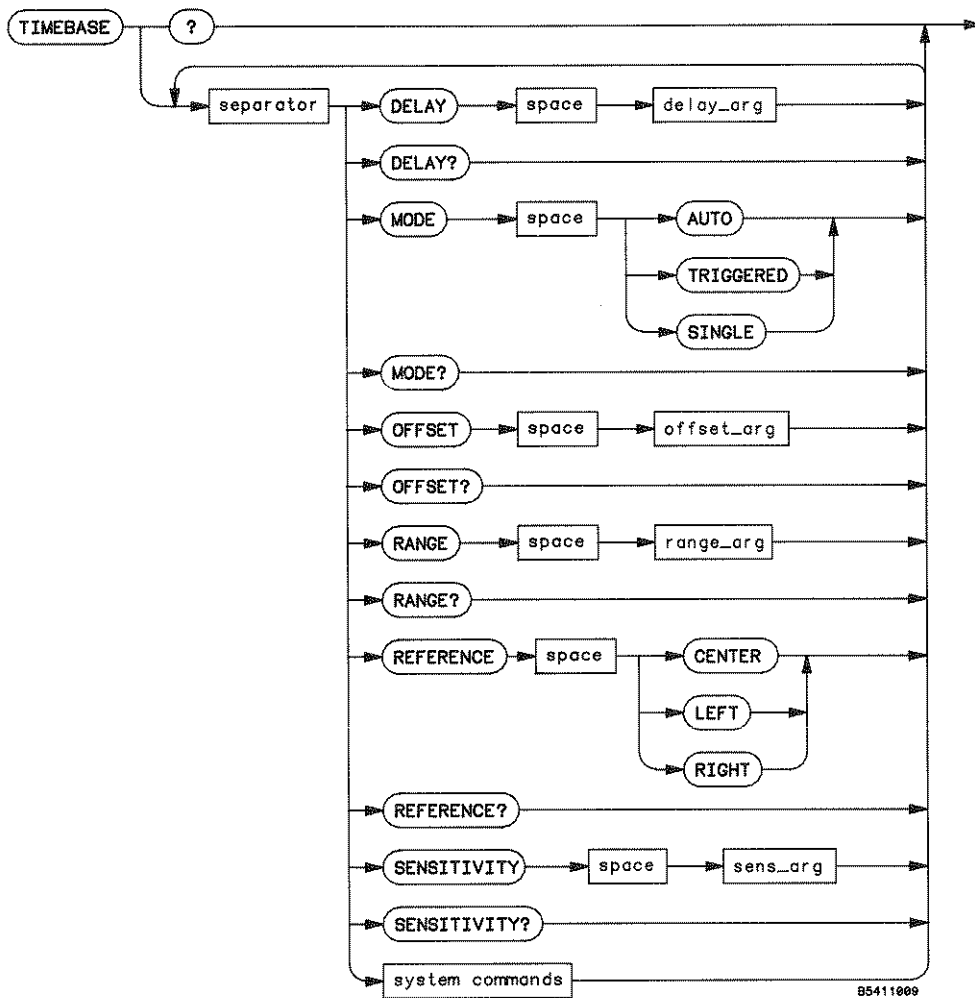 TIMEBASE ?
separator DELAY space delay_arg
DELAY?
MODE space AUTO
TRIGGERED
SINGLE
MODE?
OFFSET space offset_arg
OFFSET?
RANGE space range_arg
RANGE?
REFERENCE space CENTER
LEFT
RIGHT
REFERENCE?
SENSITIVITY space sens_arg
SENSITIVITY?
system commands
85411009